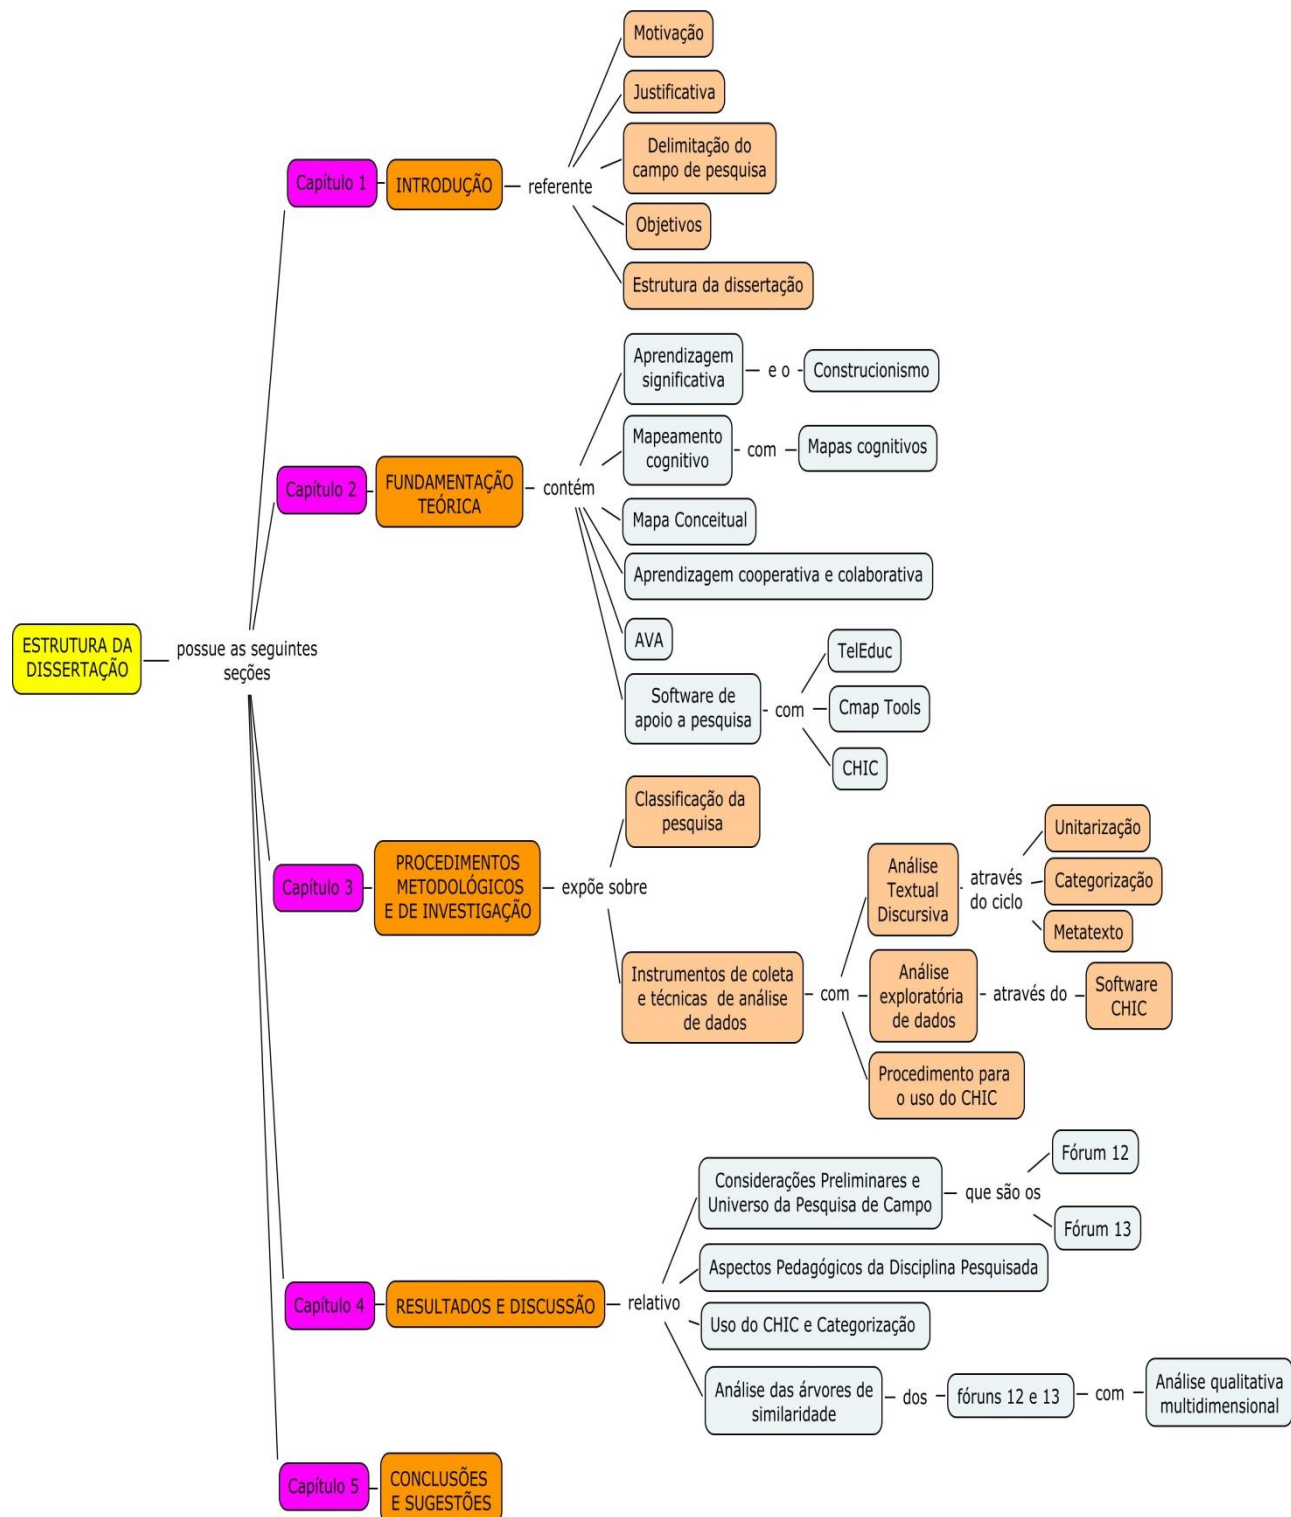 ESTRUTURA DA
DISSERTAÇÃO
possue as seguintes
seções
Capítulo 1
INTRODUÇÃO
referente
Motivação
Justificativa
Delimitação do
campo de pesquisa
Objetivos
Estrutura da dissertação
Capítulo 2
FUNDAMENTAÇÃO
TEÓRICA
contém
Aprendizagem
significativa
e o
Construcionismo
Mapeamento
cognitivo
com
Mapas cognitivos
Mapa Conceitual
Aprendizagem cooperativa e colaborativa
AVA
Software de
apoio a pesquisa
com
TelEduc
Cmap Tools
CHIC
Capítulo 3
PROCEDIMENTOS
METODOLÓGICOS
E DE INVESTIGAÇÃO
expõe sobre
Classificação da
pesquisa
Instrumentos de coleta
e técnicas de análise
de dados
com
Análise
Textual
Discursiva
através
do ciclo
Unitarização
Categorização
Metatexto
Análise
exploratória
de dados
através do
Software
CHIC
Procedimento para
o uso do CHIC
Capítulo 4
RESULTADOS E DISCUSSÃO
relativo
Considerações Preliminares e
Universo da Pesquisa de Campo
que são os
Fórum 12
Fórum 13
Aspectos Pedagógicos da Disciplina Pesquisada
Uso do CHIC e Categorização
Análise das árvores de
similaridade
dos
fóruns 12 e 13
com
Análise qualitativa
multidimensional
Capítulo 5
CONCLUSÕES
E SUGESTÕES